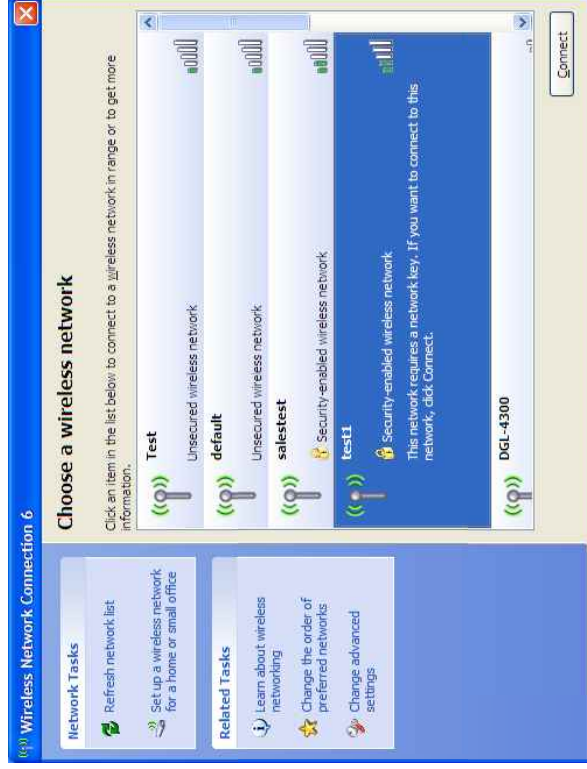 Wireless Network Connection 6
Network Tasks
Refresh network list
Set up a wireless network
for a home or small office
Related Tasks
Learn about wireless
networking
Change the order of
preferred networks
Change advanced
settings
Choose a wireless network
Click an item in the list below to connect to a wireless network in range or to get more
information.
Test
Unsecured wireless network
default
Unsecured wireless network
salestest
Security-enabled wireless network
test1
Security-enabled wireless network
This network requires a network key. If you want to connect to this
network, click Connect.
DGL-4300
Connect